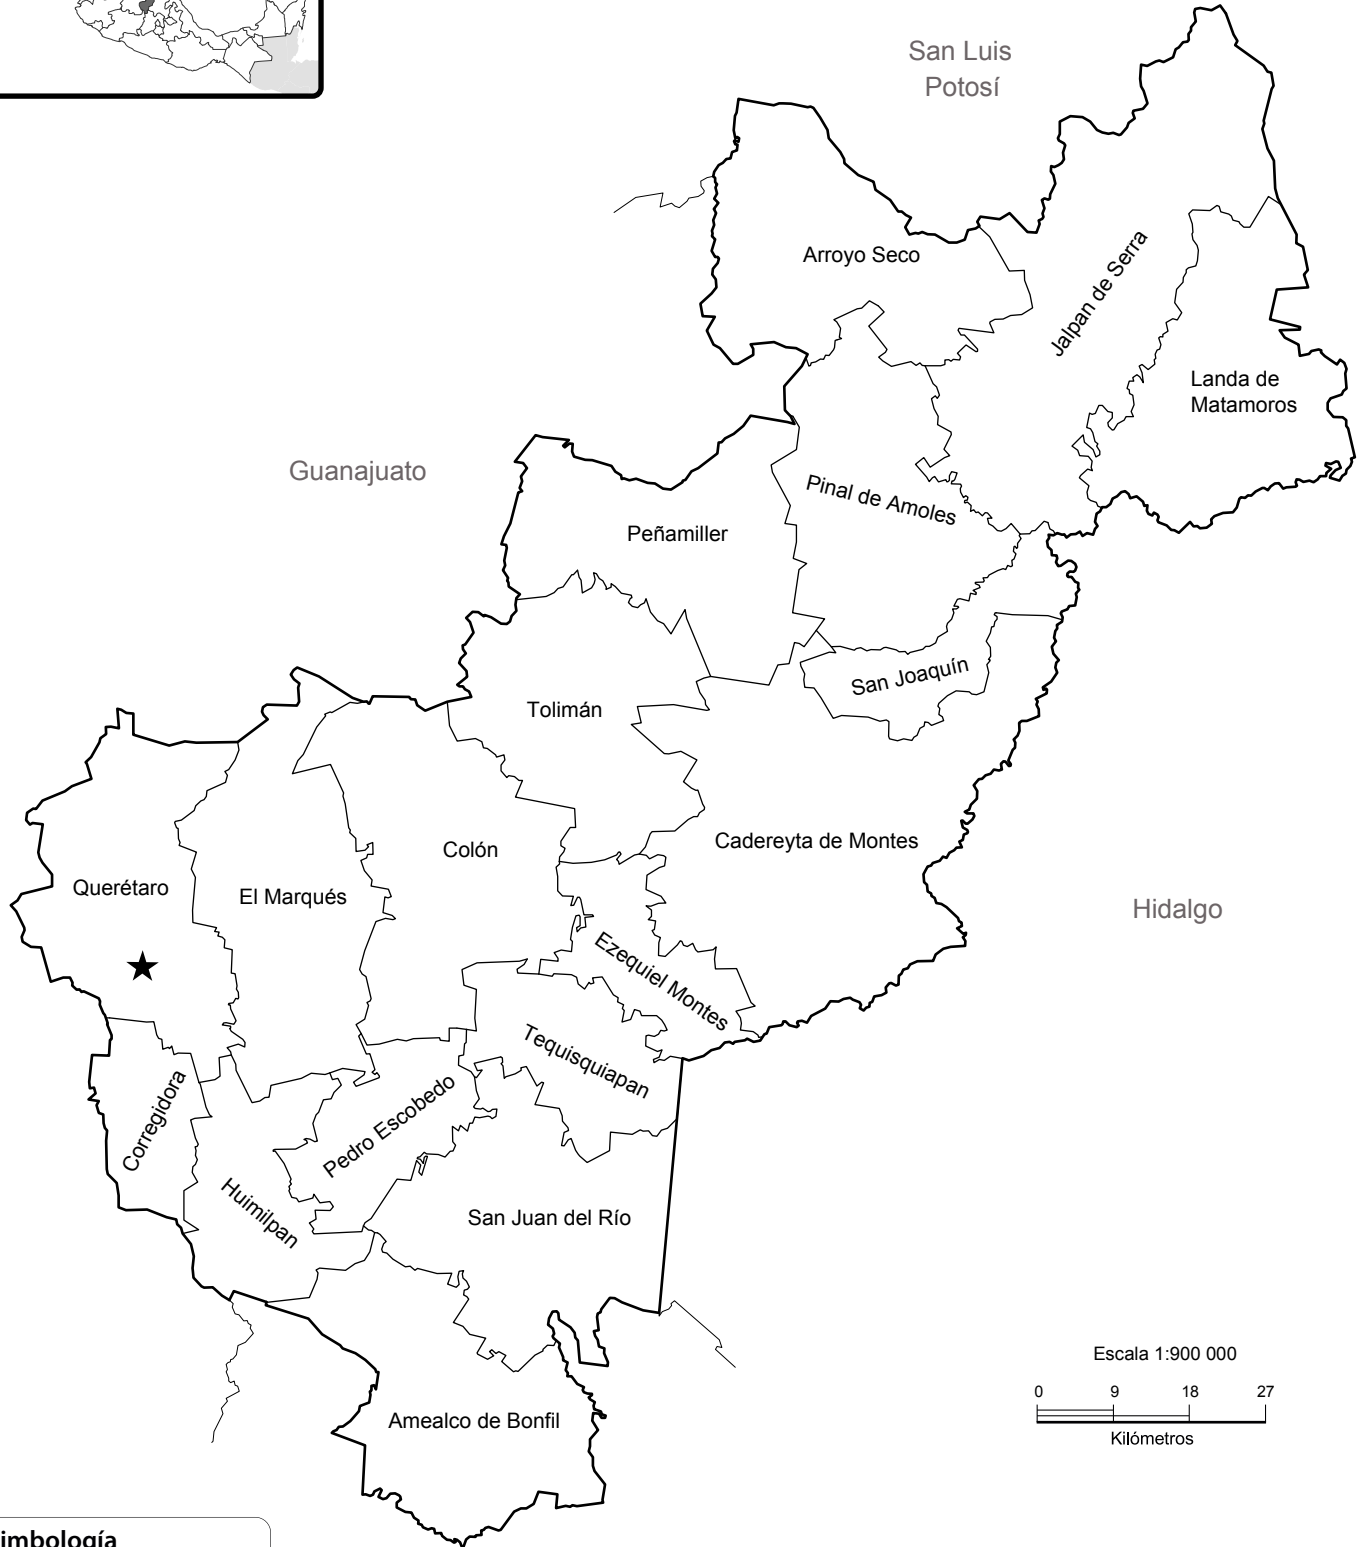 San Luis
Potosí
Arroyo Seco
Jalpan de Serra
Landa de
Matamoros
Guanajuato
Pinal de Amoles
Peñamiller
San Joaquín
Tolimán
Cadereyta de Montes
Colón
Querétaro
El Marqués
Hidalgo
Ezequiel Montes
Tequisquiapan
Pedro Escobedo
Corregidora
Huimilpan
San Juan del Río
Amealco de Bonfil
Escala 1:900 000
0 9 18 27
Kilómetros
imbología